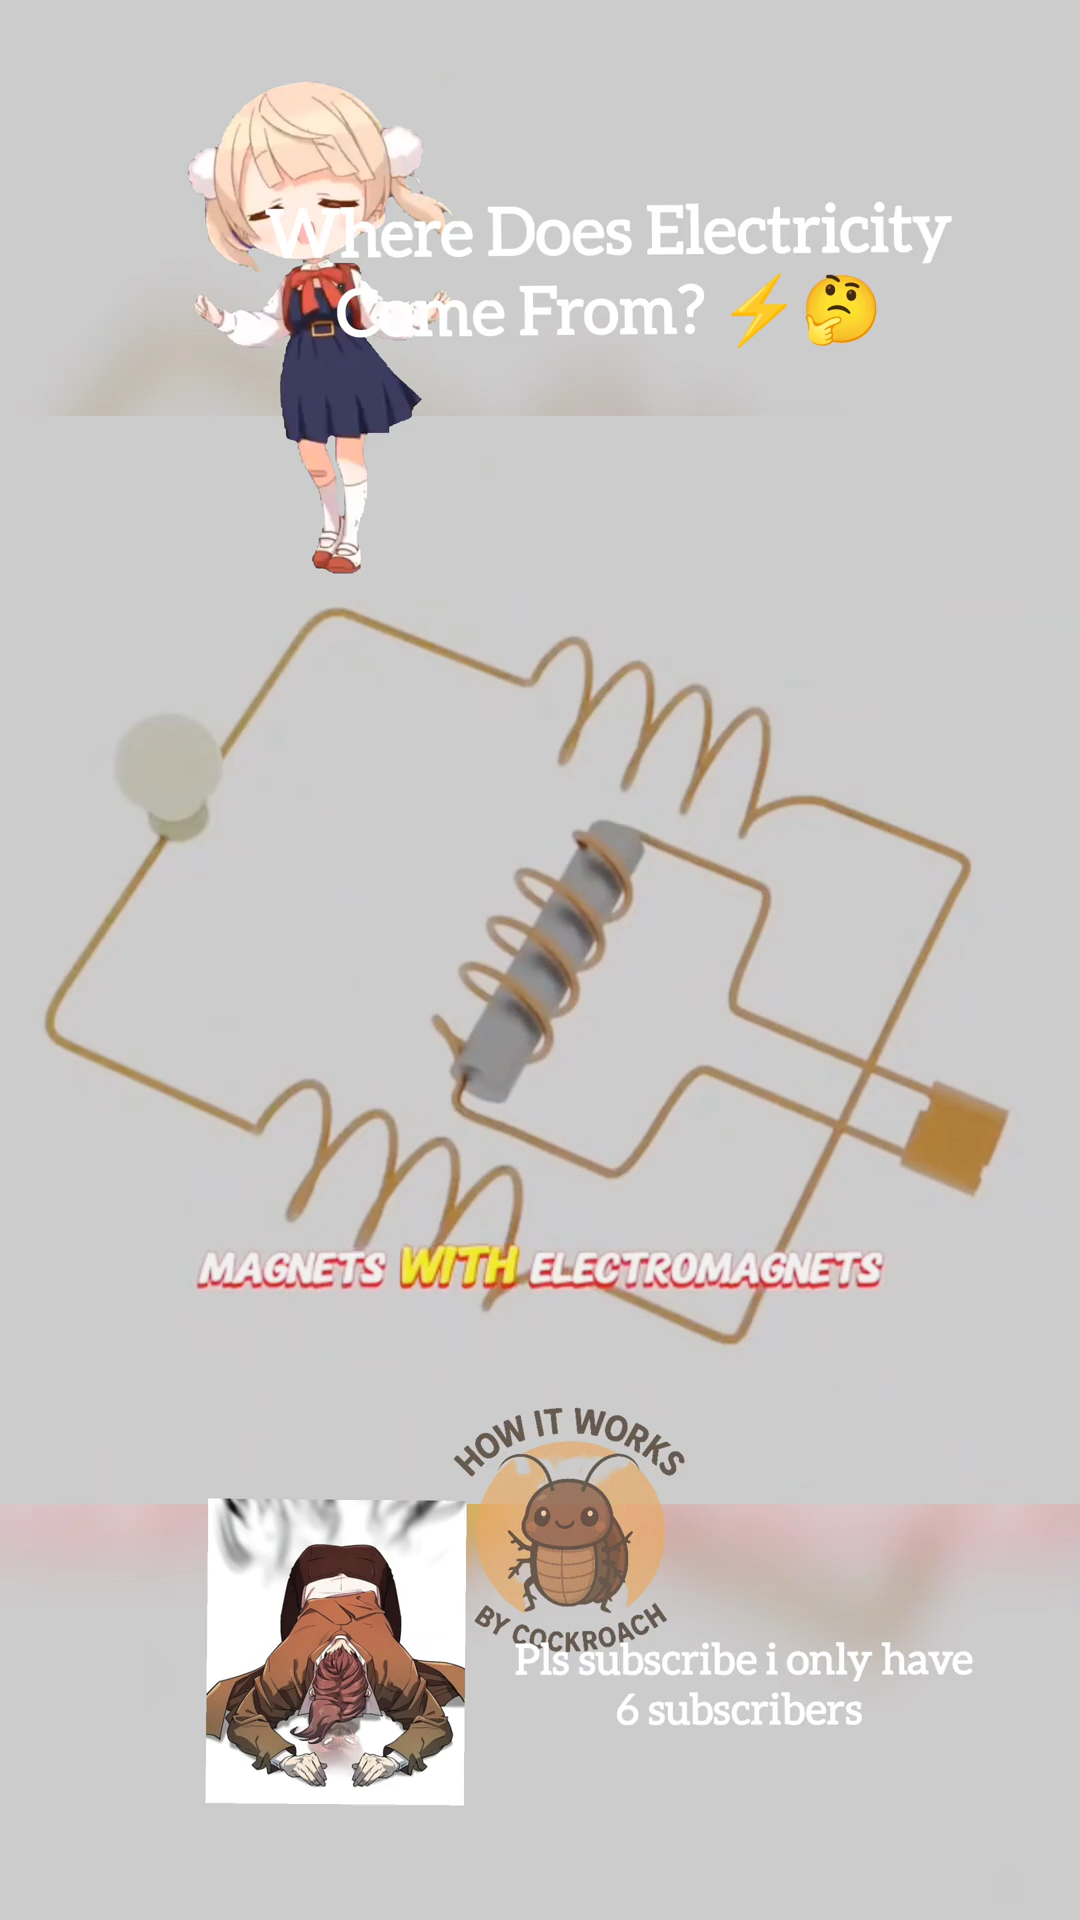 Where Does Electricity
Come From? ⚡🤔
MAGNETS WITH ELECTROMAGNETS
HOW IT WORKS
BY COCKROACH
Pls subscribe i only have
6 subscribers